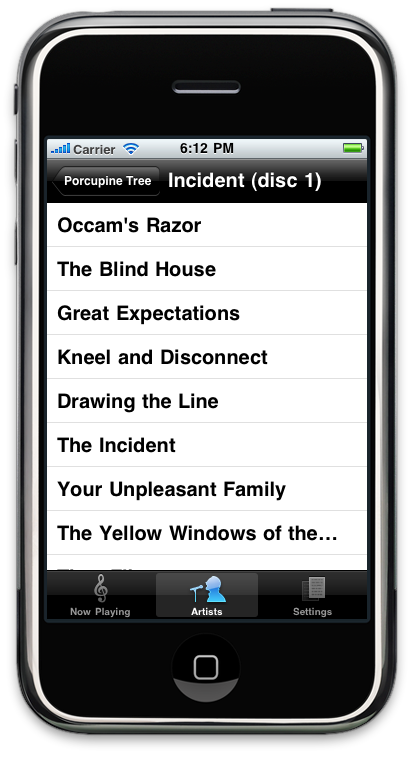 Carrier 6:12 PM
Porcupine Tree Incident (disc 1)
Occam's Razor
The Blind House
Great Expectations
Kneel and Disconnect
Drawing the Line
The Incident
Your Unpleasant Family
The Yellow Windows of the...
Now Playing Artists Settings